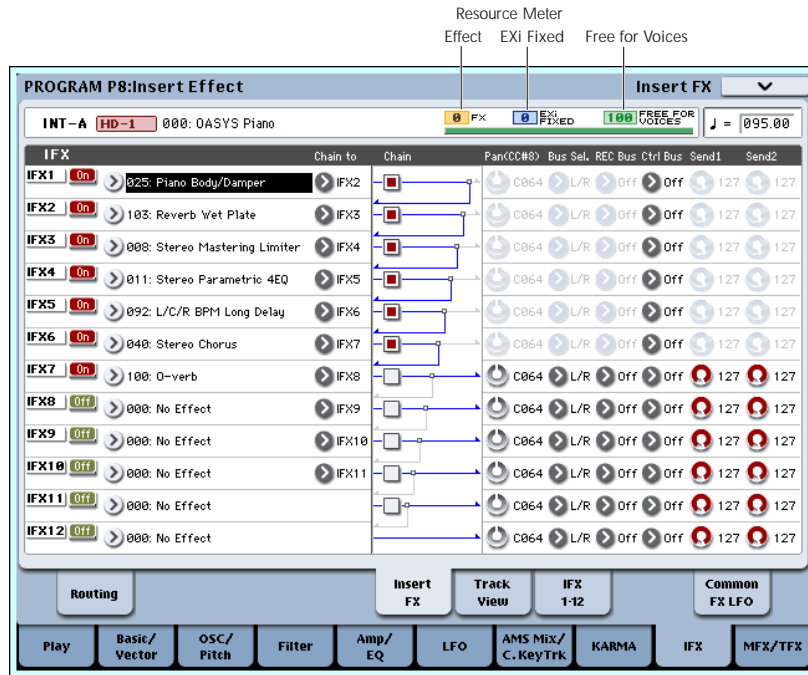 Resource Meter
Effect EXi Fixed Free for Voices
PROGRAM P8:Insert Effect Insert FX
INT-A HD-1 000: OASYS Piano 0 FX 0 EXi FIXED 100 FREE FOR VOICES ♩ = 095.00
IFX Chain to Chain Pan(CC#8) Bus Sel. REC Bus Ctrl Bus Send1 Send2
IFX1 On 025: Piano Body/Damper IFX2 C064 L/R Off Off 127 127
IFX2 On 103: Reverb Wet Plate IFX3 C064 L/R Off Off 127 127
IFX3 On 008: Stereo Mastering Limiter IFX4 C064 L/R Off Off 127 127
IFX4 On 011: Stereo Parametric 4EQ IFX5 C064 L/R Off Off 127 127
IFX5 On 092: L/C/R BPM Long Delay IFX6 C064 L/R Off Off 127 127
IFX6 On 040: Stereo Chorus IFX7 C064 L/R Off Off 127 127
IFX7 On 100: O-verb IFX8 C064 L/R Off Off 127 127
IFX8 Off 000: No Effect IFX9 C064 L/R Off Off 127 127
IFX9 Off 000: No Effect IFX10 C064 L/R Off Off 127 127
IFX10 Off 000: No Effect IFX11 C064 L/R Off Off 127 127
IFX11 Off 000: No Effect C064 L/R Off Off 127 127
IFX12 Off 000: No Effect C064 L/R Off Off 127 127
Routing Insert FX Track View IFX 1-12 Common FX LFO
Play Basic/ Vector OSC/ Pitch Filter Amp/ EQ LFO AMS Mix/ C.KeyTrk KARMA IFX MFX/TFX